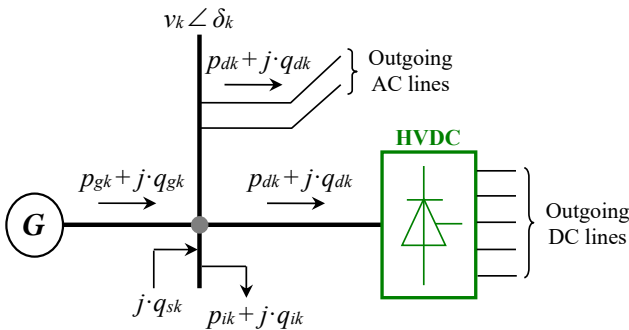 vk∠δk
pdk + j·qdk
Outgoing
AC lines
HVDC
pgk + j·qgk
pdk + j·qdk
G
Outgoing
DC lines
j·qsk
pik + j·qik